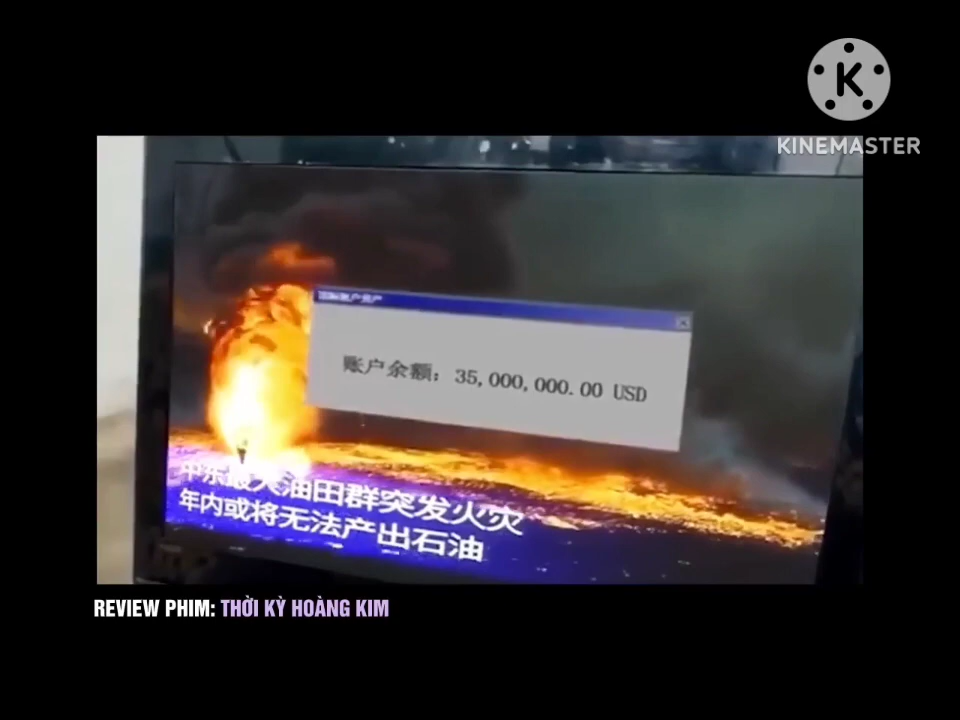 KINEMASTER
账户余额: 35,000,000.00 USD
中东最大油田群突发火灾
年内或将无法产出石油
REVIEW PHIM: THỜI KỲ HOÀNG KIM